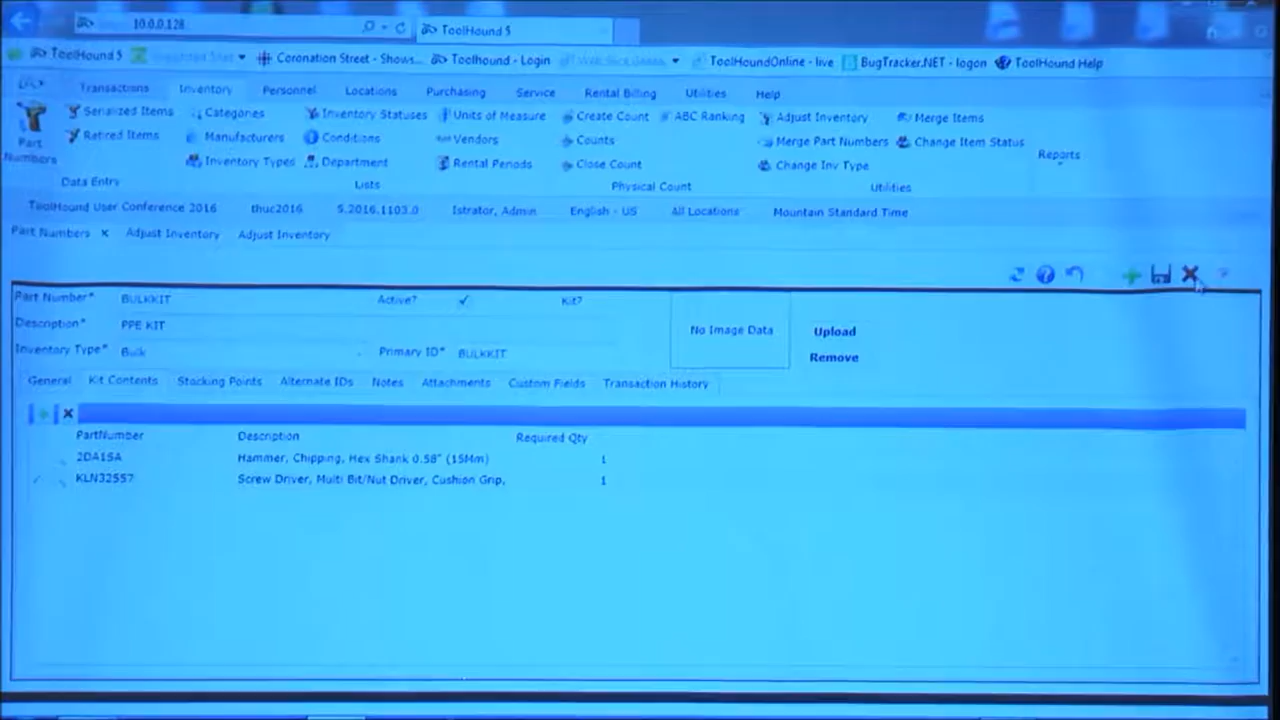 10.0.0.128 ToolHound 5
ToolHound 5 Coronation Street - Shows... Toolhound - Login ToolHoundOnline - live BugTracker.NET - logon ToolHound Help
Transactions Inventory Personnel Locations Purchasing Service Rental Billing Utilities Help
Part Numbers Serialized Items Categories Inventory Statuses Units of Measure Create Count ABC Ranking Adjust Inventory Merge Items
Retired Items Manufacturers Conditions Vendors Counts Merge Part Numbers Change Item Status
Inventory Types Department Rental Periods Close Count Change Inv Type Reports
Data Entry Lists Physical Count Utilities
ToolHound User Conference 2016 thuc2016 5.2016.1103.0 Istrator, Admin English - US All Locations Mountain Standard Time
Part Numbers x Adjust Inventory Adjust Inventory
Part Number* BULKKIT Active? Kit?
Description* PPE KIT No Image Data Upload
Inventory Type* Bulk Primary ID* BULKKIT Remove
General Kit Contents Stocking Points Alternate IDs Notes Attachments Custom Fields Transaction History
PartNumber Description Required Qty
2DA15A Hammer, Chipping, Hex Shank 0.58" (15Mm) 1
KLN32557 Screw Driver, Multi Bit/Nut Driver, Cushion Grip, 1